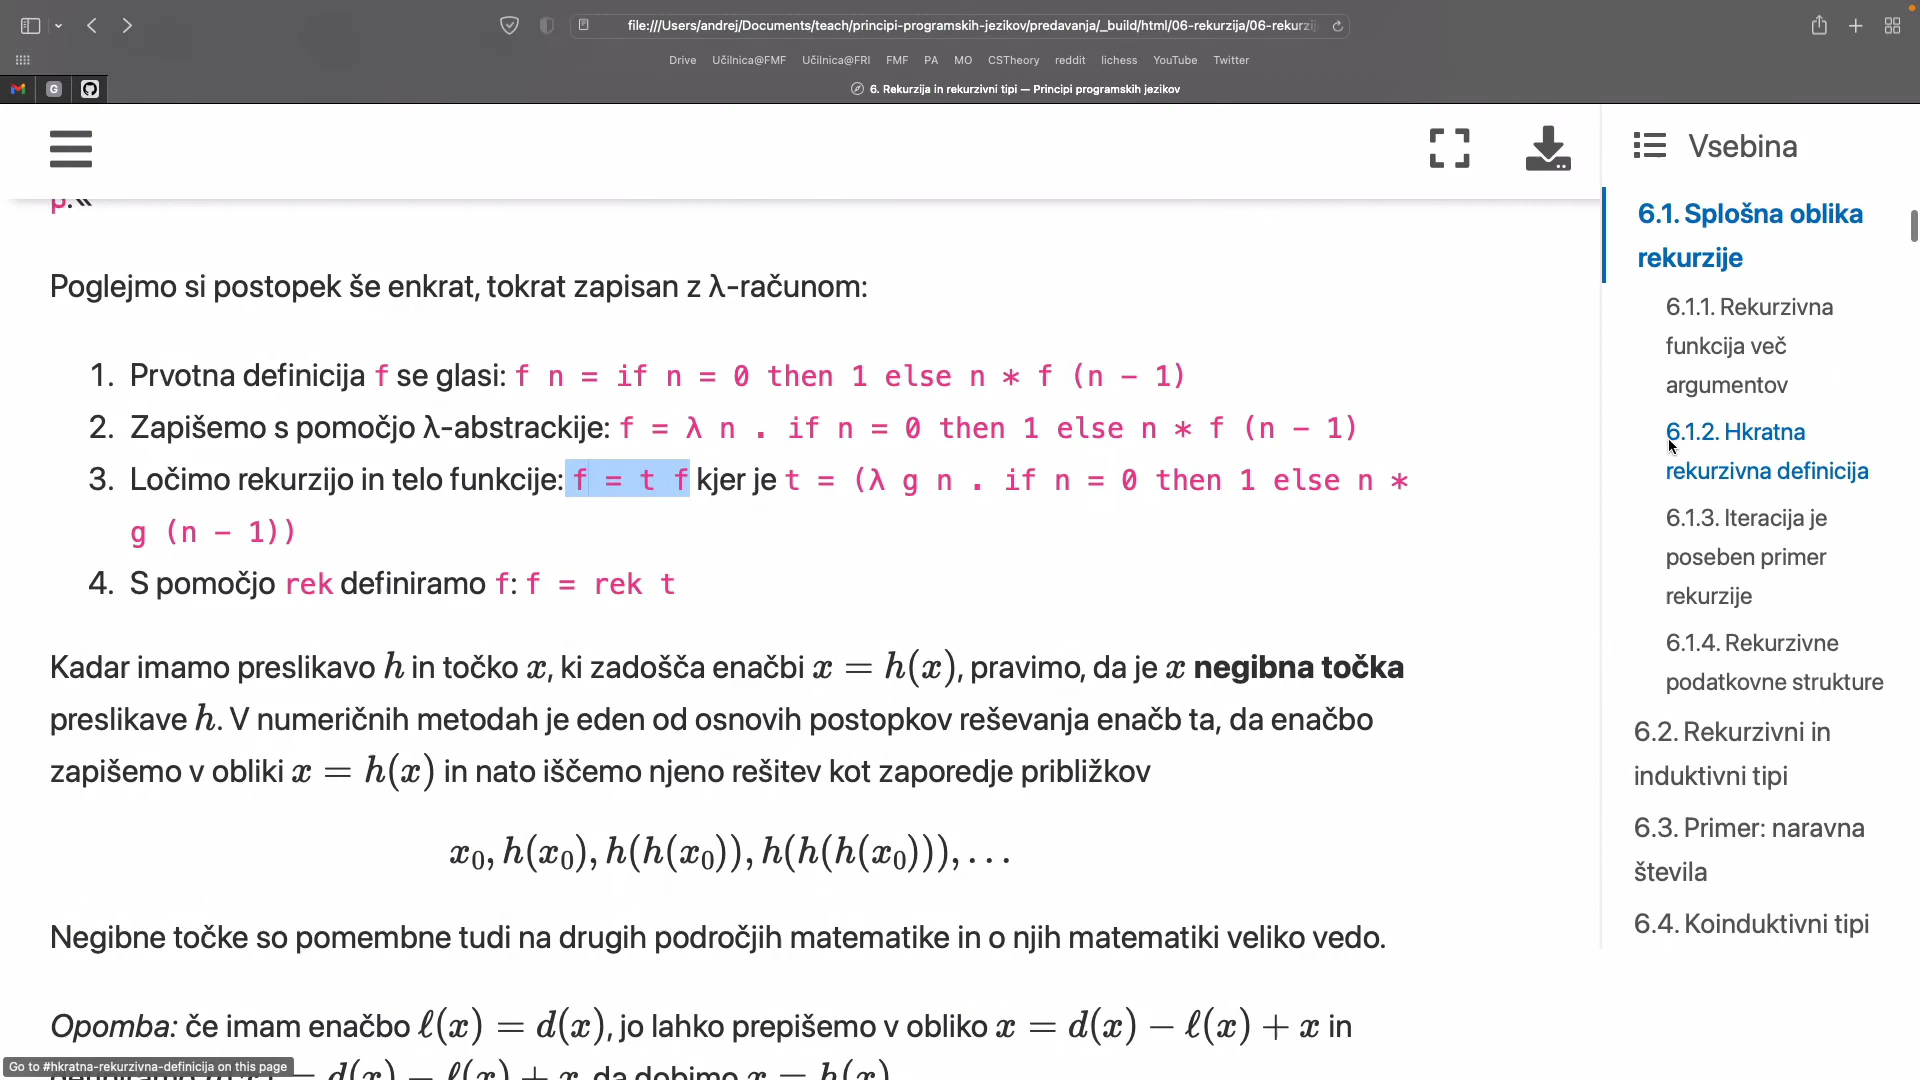 file:///Users/andrej/Documents/teach/principi-programskih-jezikov/predavanja/_build/html/06-rekurzija/06-rekurzij
Drive Učilnica@FMF Učilnica@FRI FMF PA MO CSTheory reddit lichess YouTube Twitter
G
6. Rekurzija in rekurzivni tipi — Principi programskih jezikov
p.«
Poglejmo si postopek še enkrat, tokrat zapisan z λ-računom:
1. Prvotna definicija f se glasi: f n = if n = 0 then 1 else n * f (n - 1)
2. Zapišemo s pomočjo λ-abstrackije: f = λ n . if n = 0 then 1 else n * f (n - 1)
3. Ločimo rekurzijo in telo funkcije: f = t f kjer je t = (λ g n . if n = 0 then 1 else n *
g (n - 1))
4. S pomočjo rek definiramo f: f = rek t
Kadar imamo preslikavo h in točko x, ki zadošča enačbi x = h(x), pravimo, da je x negibna točka
preslikave h. V numeričnih metodah je eden od osnovih postopkov reševanja enačb ta, da enačbo
zapišemo v obliki x = h(x) in nato iščemo njeno rešitev kot zaporedje približkov
x₀, h(x₀), h(h(x₀)), h(h(h(x₀))), . . .
Negibne točke so pomembne tudi na drugih področjih matematike in o njih matematiki veliko vedo.
Opomba: če imam enačbo ℓ(x) = d(x), jo lahko prepišemo v obliko x = d(x) − ℓ(x) + x in
= d(x) − ℓ(x) + x, da dobimo x = h(x)
Go to #hkratna-rekurzivna-definicija on this page
Vsebina
6.1. Splošna oblika
rekurzije
6.1.1. Rekurzivna
funkcija več
argumentov
6.1.2. Hkratna
rekurzivna definicija
6.1.3. Iteracija je
poseben primer
rekurzije
6.1.4. Rekurzivne
podatkovne strukture
6.2. Rekurzivni in
induktivni tipi
6.3. Primer: naravna
števila
6.4. Koinduktivni tipi